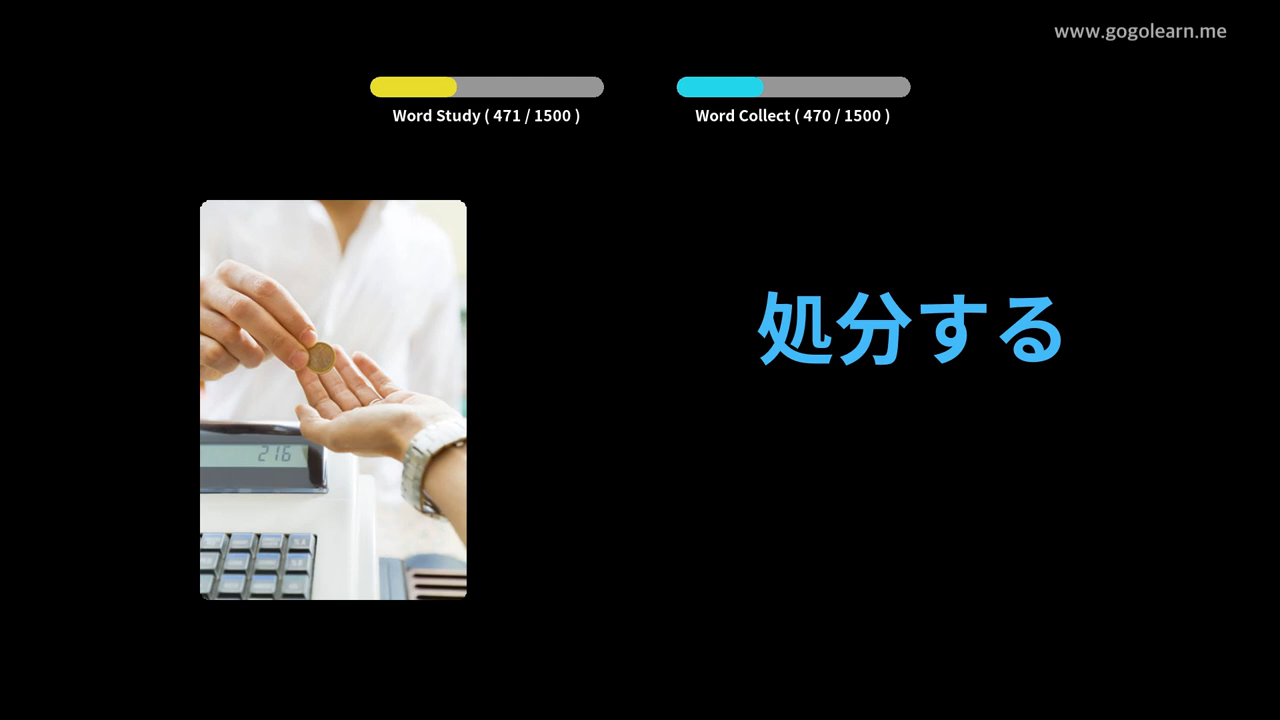 www.gogolearn.me
Word Study ( 471 / 1500 )
Word Collect ( 470 / 1500 )
処分する
216